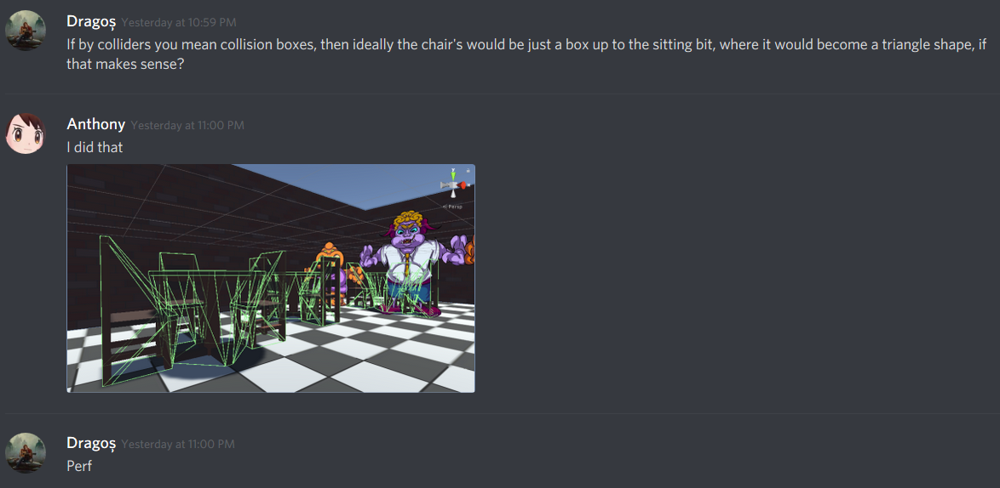 Dragoș Yesterday at 10:59 PM
If by colliders you mean collision boxes, then ideally the chair's would be just a box up to the sitting bit, where it would become a triangle shape, if
that makes sense?
Anthony Yesterday at 11:00 PM
I did that
y
x
< Persp
Dragoș Yesterday at 11:00 PM
Perf